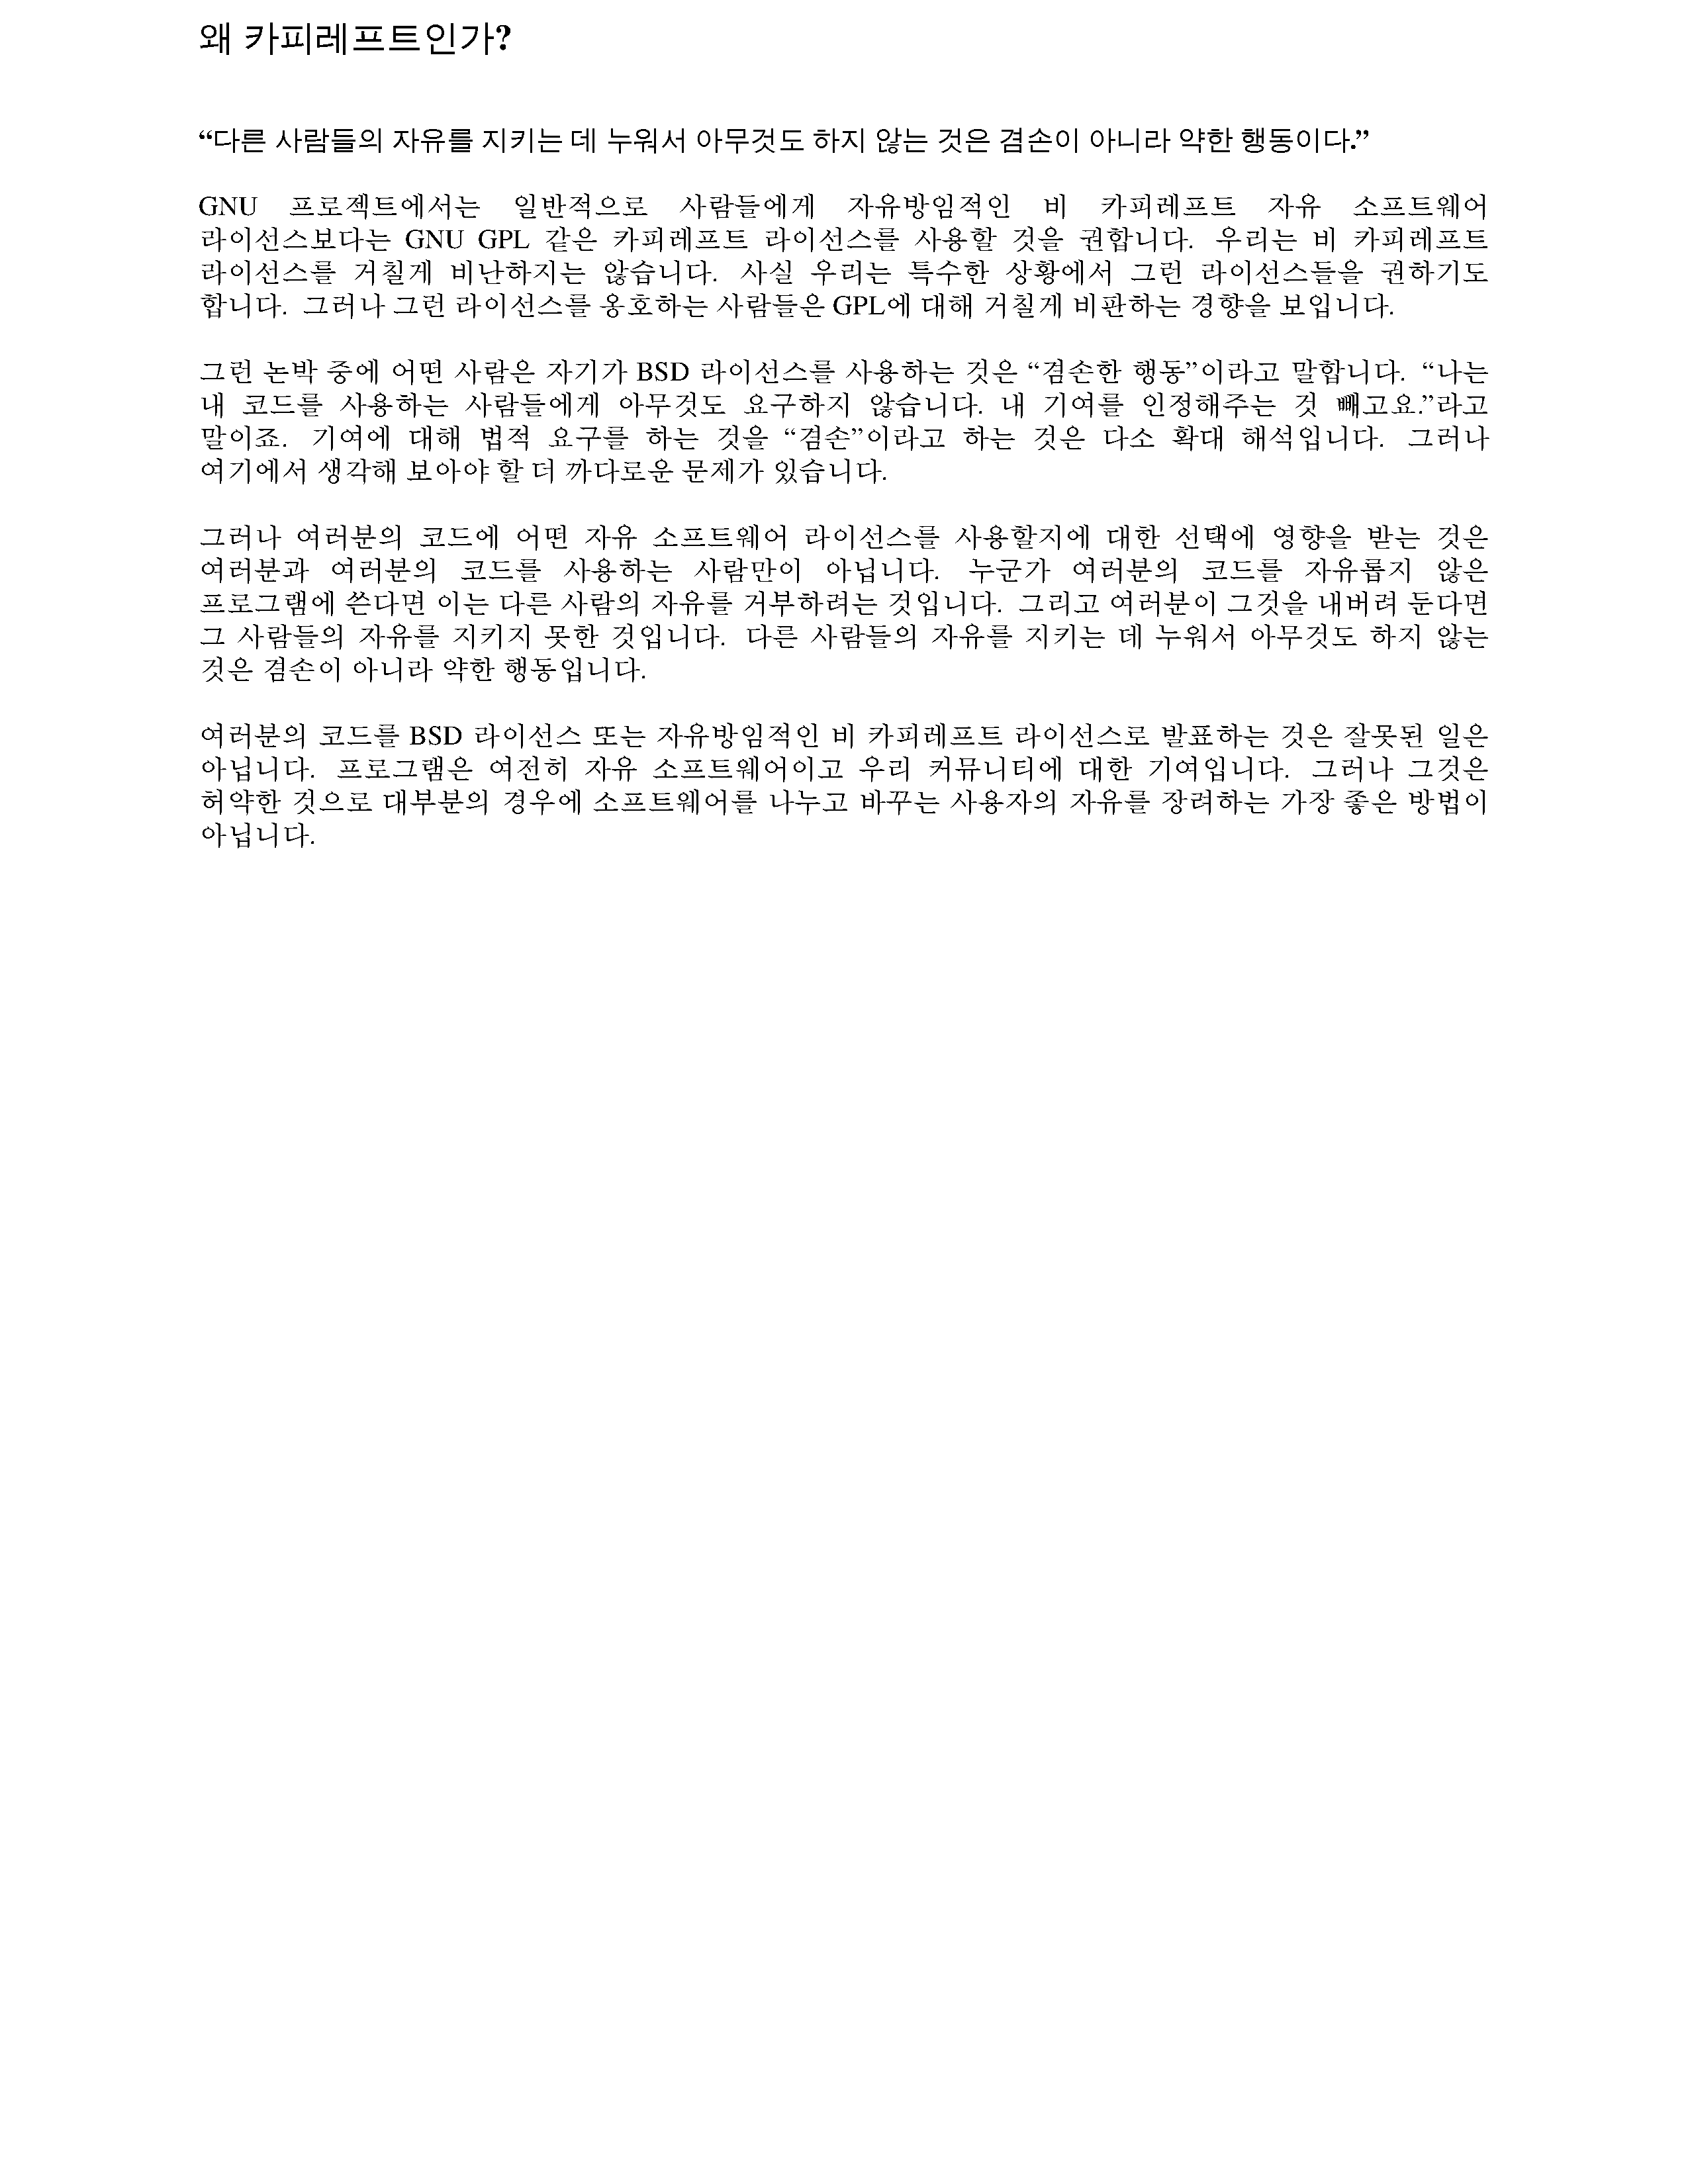 왜 카피레프트인가?
“다른 사람들의 자유를 지키는 데 누워서 아무것도 하지 않는 것은 겸손이 아니라 약한 행동이다.”
GNU 프로젝트에서는 일반적으로 사람들에게 자유방임적인 비 카피레프트 자유 소프트웨어
라이선스보다는 GNU GPL 같은 카피레프트 라이선스를 사용할 것을 권합니다. 우리는 비 카피레프트
라이선스를 거칠게 비난하지는 않습니다. 사실 우리는 특수한 상황에서 그런 라이선스들을 권하기도
합니다. 그러나 그런 라이선스를 옹호하는 사람들은 GPL에 대해 거칠게 비판하는 경향을 보입니다.
그런 논박 중에 어떤 사람은 자기가 BSD 라이선스를 사용하는 것은 “겸손한 행동”이라고 말합니다. “나는
내 코드를 사용하는 사람들에게 아무것도 요구하지 않습니다. 내 기여를 인정해주는 것 빼고요.”라고
말이죠. 기여에 대해 법적 요구를 하는 것을 “겸손”이라고 하는 것은 다소 확대 해석입니다. 그러나
여기에서 생각해 보아야 할 더 까다로운 문제가 있습니다.
그러나 여러분의 코드에 어떤 자유 소프트웨어 라이선스를 사용할지에 대한 선택에 영향을 받는 것은
여러분과 여러분의 코드를 사용하는 사람만이 아닙니다. 누군가 여러분의 코드를 자유롭지 않은
프로그램에 쓴다면 이는 다른 사람의 자유를 거부하려는 것입니다. 그리고 여러분이 그것을 내버려 둔다면
그 사람들의 자유를 지키지 못한 것입니다. 다른 사람들의 자유를 지키는 데 누워서 아무것도 하지 않는
것은 겸손이 아니라 약한 행동입니다.
여러분의 코드를 BSD 라이선스 또는 자유방임적인 비 카피레프트 라이선스로 발표하는 것은 잘못된 일은
아닙니다. 프로그램은 여전히 자유 소프트웨어이고 우리 커뮤니티에 대한 기여입니다. 그러나 그것은
허약한 것으로 대부분의 경우에 소프트웨어를 나누고 바꾸는 사용자의 자유를 장려하는 가장 좋은 방법이
아닙니다.